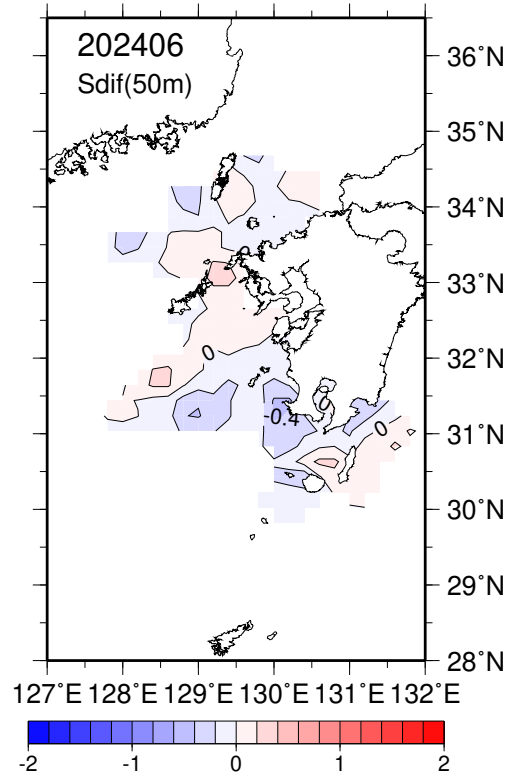 202406
Sdif(50m)
36˚N
35˚N
34˚N
33˚N
32˚N
31˚N
30˚N
29˚N
28˚N
0
0
0
-0.4
0
127˚E 128˚E 129˚E 130˚E 131˚E 132˚E
-2 -1 0 1 2